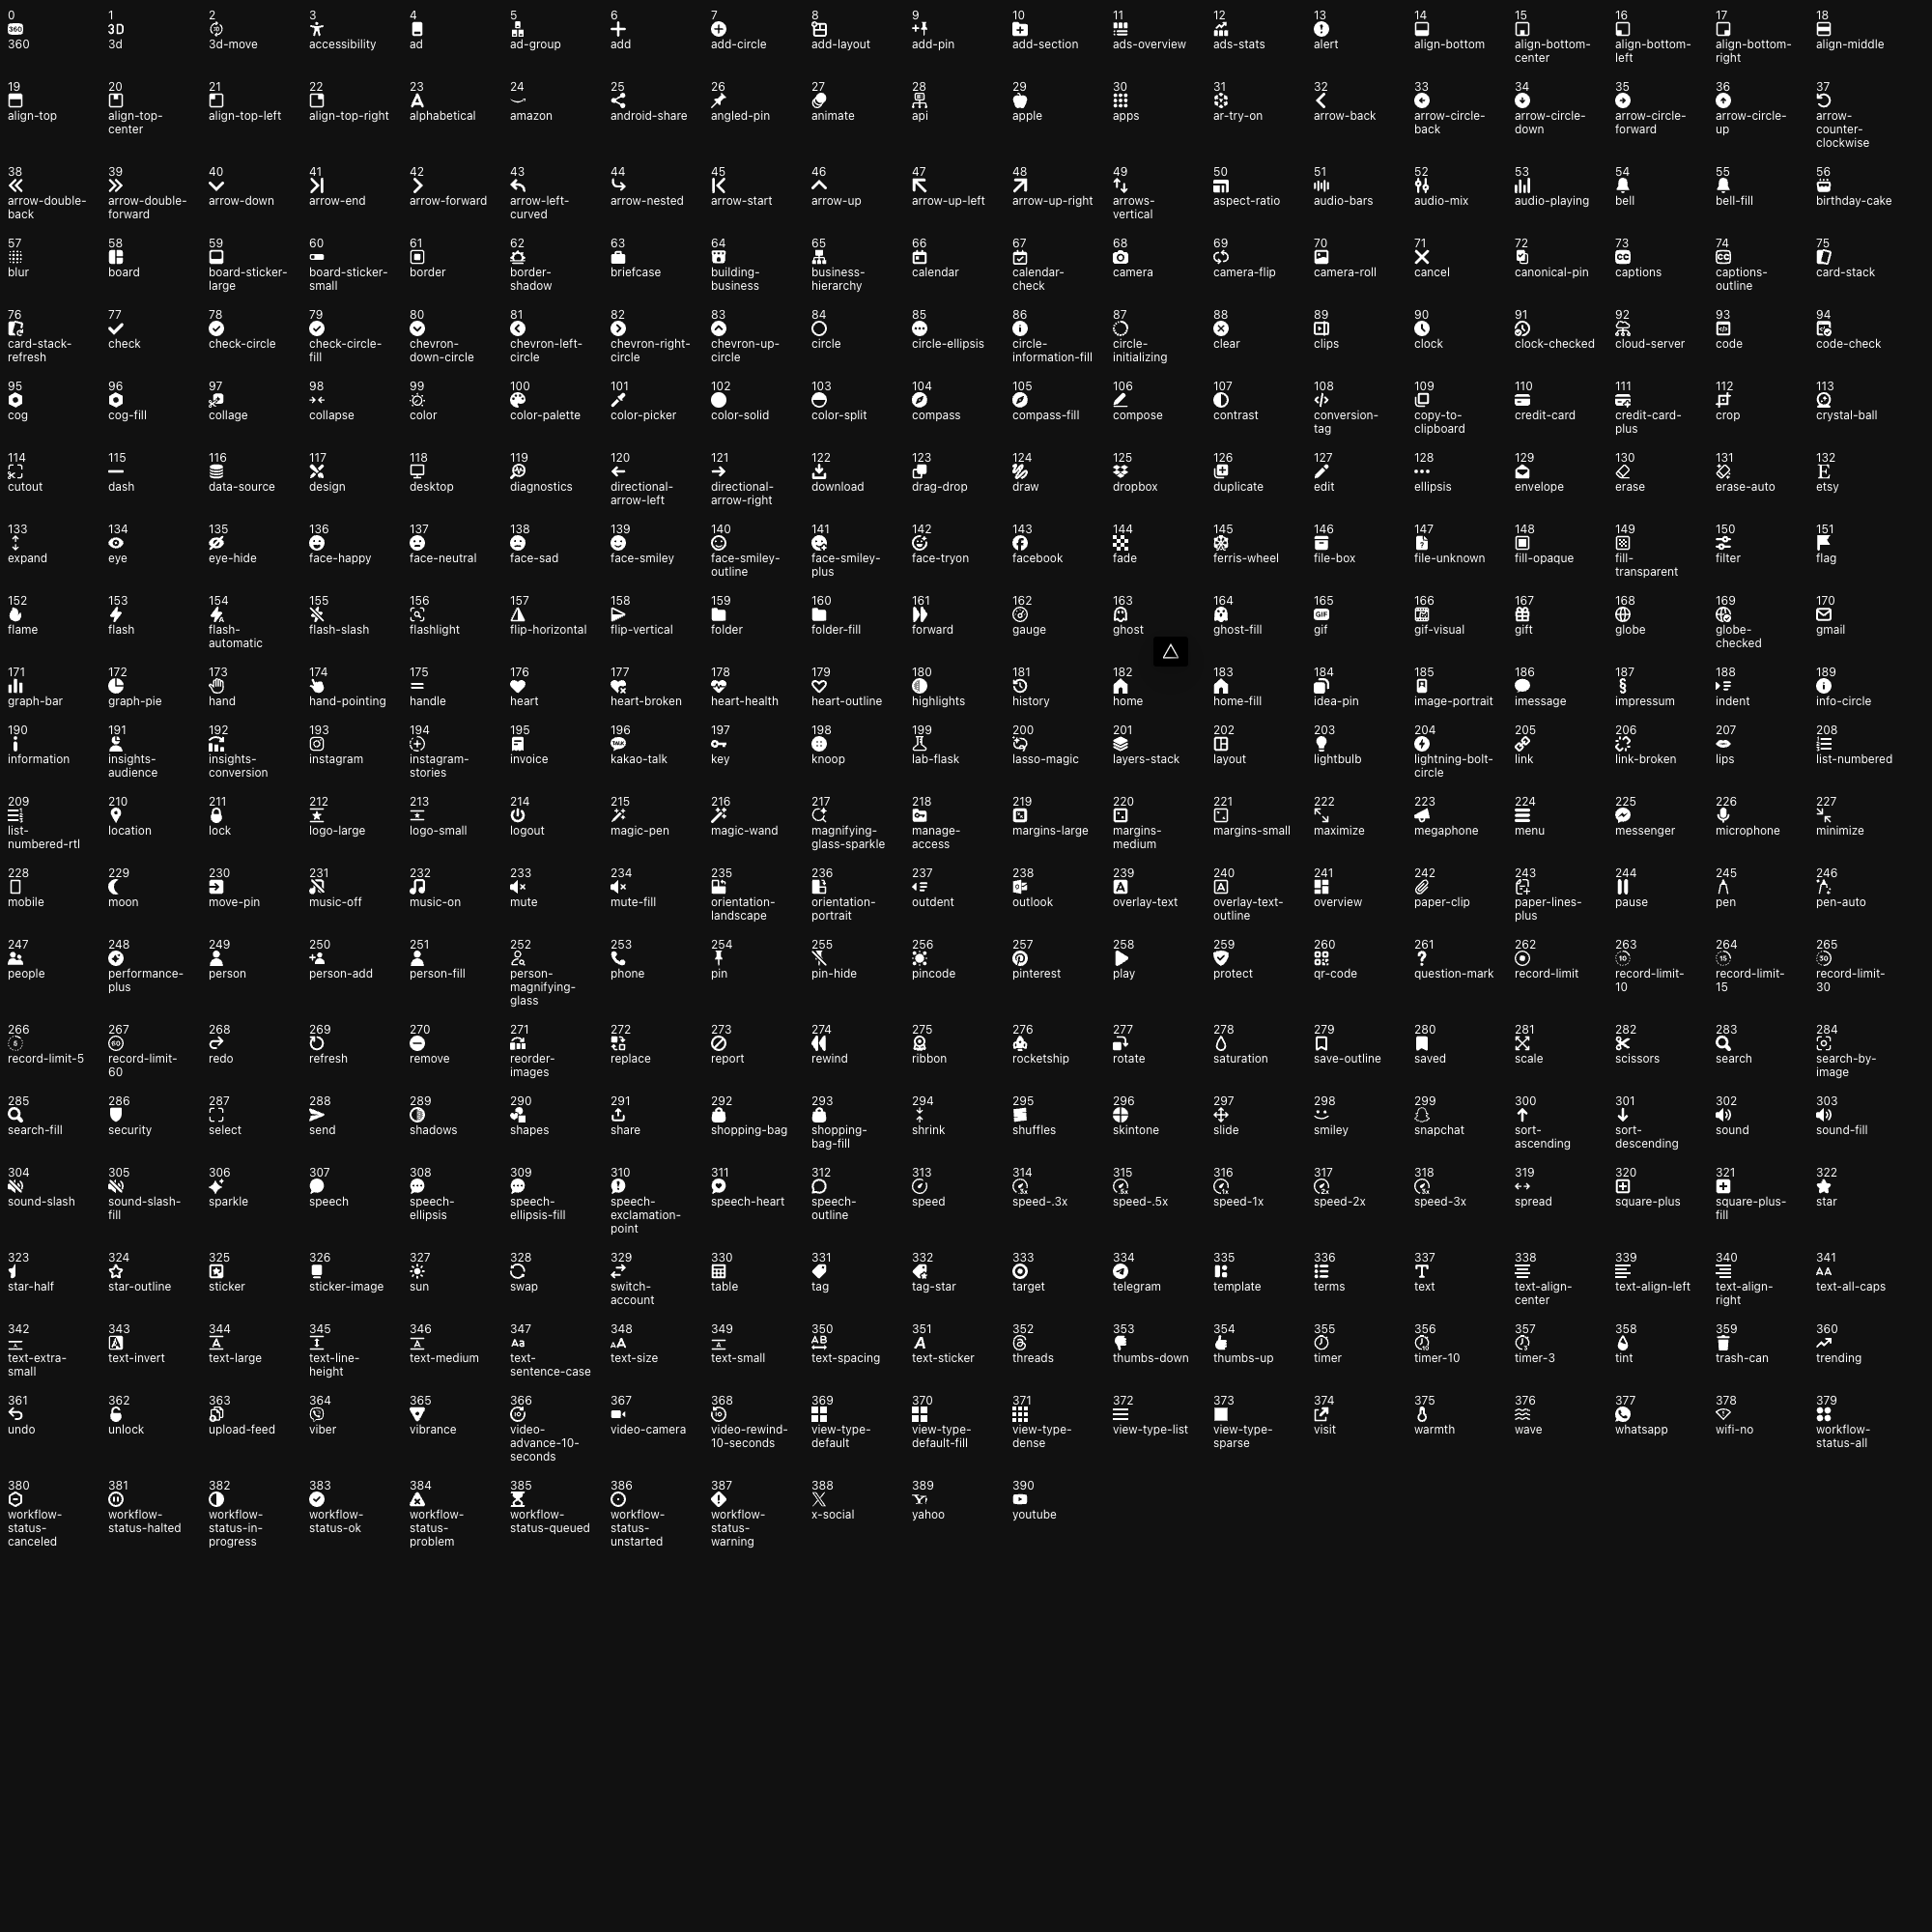 0 1 2 3 4 5 6 7 8 9 10 11 12 13 14 15 16 17 18
360 3D
360 3d 3d-move accessibility ad ad-group add add-circle add-layout add-pin add-section ads-overview ads-stats alert align-bottom align-bottom- align-bottom- align-bottom- align-middle
center left right
19 20 21 22 23 24 25 26 27 28 29 30 31 32 33 34 35 36 37
align-top align-top- align-top-left align-top-right alphabetical amazon android-share angled-pin animate api apple apps ar-try-on arrow-back arrow-circle- arrow-circle- arrow-circle- arrow-circle- arrow-
center back down forward up counter-
clockwise
38 39 40 41 42 43 44 45 46 47 48 49 50 51 52 53 54 55 56
arrow-double- arrow-double- arrow-down arrow-end arrow-forward arrow-left- arrow-nested arrow-start arrow-up arrow-up-left arrow-up-right arrows- aspect-ratio audio-bars audio-mix audio-playing bell bell-fill birthday-cake
back forward curved vertical
57 58 59 60 61 62 63 64 65 66 67 68 69 70 71 72 73 74 75
CC CC
blur board board-sticker- board-sticker- border border- briefcase building- business- calendar calendar- camera camera-flip camera-roll cancel canonical-pin captions captions- card-stack
large small shadow business hierarchy check outline
76 77 78 79 80 81 82 83 84 85 86 87 88 89 90 91 92 93 94
card-stack- check check-circle check-circle- chevron- chevron-left- chevron-right- chevron-up- circle circle-ellipsis circle- circle- clear clips clock clock-checked cloud-server code code-check
refresh fill down-circle circle circle circle information-fill initializing
95 96 97 98 99 100 101 102 103 104 105 106 107 108 109 110 111 112 113
cog cog-fill collage collapse color color-palette color-picker color-solid color-split compass compass-fill compose contrast conversion- copy-to- credit-card credit-card- crop crystal-ball
tag clipboard plus
114 115 116 117 118 119 120 121 122 123 124 125 126 127 128 129 130 131 132
cutout dash data-source design desktop diagnostics directional- directional- download drag-drop draw dropbox duplicate edit ellipsis envelope erase erase-auto etsy
arrow-left arrow-right
133 134 135 136 137 138 139 140 141 142 143 144 145 146 147 148 149 150 151
expand eye eye-hide face-happy face-neutral face-sad face-smiley face-smiley- face-smiley- face-tryon facebook fade ferris-wheel file-box file-unknown fill-opaque fill- filter flag
outline plus transparent
152 153 154 155 156 157 158 159 160 161 162 163 164 165 166 167 168 169 170
GIF
flame flash flash- flash-slash flashlight flip-horizontal flip-vertical folder folder-fill forward gauge ghost ghost-fill gif gif-visual gift globe globe- gmail
automatic checked
171 172 173 174 175 176 177 178 179 180 181 182 183 184 185 186 187 188 189
graph-bar graph-pie hand hand-pointing handle heart heart-broken heart-health heart-outline highlights history home home-fill idea-pin image-portrait imessage impressum indent info-circle
190 191 192 193 194 195 196 197 198 199 200 201 202 203 204 205 206 207 208
information insights- insights- instagram instagram- invoice kakao-talk key knoop lab-flask lasso-magic layers-stack layout lightbulb lightning-bolt- link link-broken lips list-numbered
audience conversion stories circle
209 210 211 212 213 214 215 216 217 218 219 220 221 222 223 224 225 226 227
list- location lock logo-large logo-small logout magic-pen magic-wand magnifying- manage- margins-large margins- margins-small maximize megaphone menu messenger microphone minimize
numbered-rtl glass-sparkle access medium
228 229 230 231 232 233 234 235 236 237 238 239 240 241 242 243 244 245 246
mobile moon move-pin music-off music-on mute mute-fill orientation- orientation- outdent outlook overlay-text overlay-text- overview paper-clip paper-lines- pause pen pen-auto
landscape portrait outline plus
247 248 249 250 251 252 253 254 255 256 257 258 259 260 261 262 263 264 265
people performance- person person-add person-fill person- phone pin pin-hide pincode pinterest play protect qr-code question-mark record-limit record-limit- record-limit- record-limit-
plus magnifying- 10 15 30
glass
266 267 268 269 270 271 272 273 274 275 276 277 278 279 280 281 282 283 284
record-limit-5 record-limit- redo refresh remove reorder- replace report rewind ribbon rocketship rotate saturation save-outline saved scale scissors search search-by-
60 images image
285 286 287 288 289 290 291 292 293 294 295 296 297 298 299 300 301 302 303
search-fill security select send shadows shapes share shopping-bag shopping- shrink shuffles skintone slide smiley snapchat sort- sort- sound sound-fill
bag-fill ascending descending
304 305 306 307 308 309 310 311 312 313 314 315 316 317 318 319 320 321 322
sound-slash sound-slash- sparkle speech speech- speech- speech- speech-heart speech- speed speed-.3x speed-.5x speed-1x speed-2x speed-3x spread square-plus square-plus- star
fill ellipsis ellipsis-fill exclamation- outline fill
point
323 324 325 326 327 328 329 330 331 332 333 334 335 336 337 338 339 340 341
star-half star-outline sticker sticker-image sun swap switch- table tag tag-star target telegram template terms text text-align- text-align-left text-align- text-all-caps
account center right
342 343 344 345 346 347 348 349 350 351 352 353 354 355 356 357 358 359 360
text-extra- text-invert text-large text-line- text-medium text- text-size text-small text-spacing text-sticker threads thumbs-down thumbs-up timer timer-10 timer-3 tint trash-can trending
small height sentence-case
361 362 363 364 365 366 367 368 369 370 371 372 373 374 375 376 377 378 379
undo unlock upload-feed viber vibrance video- video-camera video-rewind- view-type- view-type- view-type- view-type-list view-type- visit warmth wave whatsapp wifi-no workflow-
advance-10- 10-seconds default default-fill dense sparse status-all
seconds
380 381 382 383 384 385 386 387 388 389 390
workflow- workflow- workflow- workflow- workflow- workflow- workflow- workflow- x-social yahoo youtube
status- status-halted status-in- status-ok status- status-queued status- status-
canceled progress problem unstarted warning